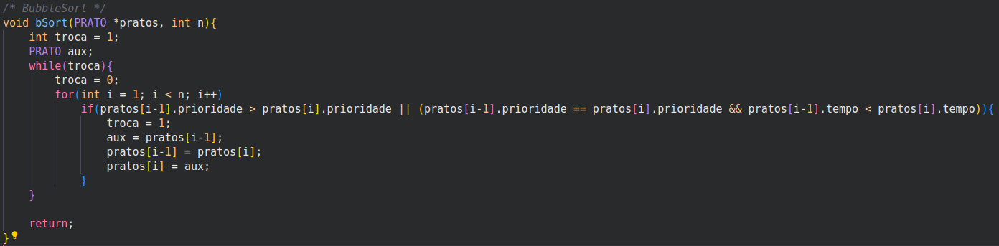 /* BubbleSort */
void bSort(PRATO *pratos, int n){
    int troca = 1;
    PRATO aux;
    while(troca){
        troca = 0;
        for(int i = 1; i < n; i++)
            if(pratos[i-1].prioridade > pratos[i].prioridade || (pratos[i-1].prioridade == pratos[i].prioridade && pratos[i-1].tempo < pratos[i].tempo)){
                troca = 1;
                aux = pratos[i-1];
                pratos[i-1] = pratos[i];
                pratos[i] = aux;
            }
    }

    return;
}